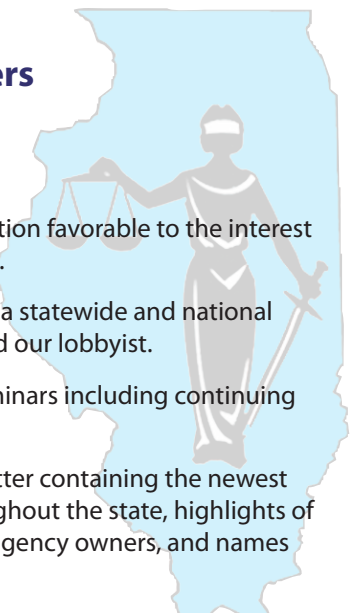 ers
tion favorable to the interest
.
a statewide and national
d our lobbyist.
minars including continuing
tter containing the newest
ghout the state, highlights of
gency owners, and names